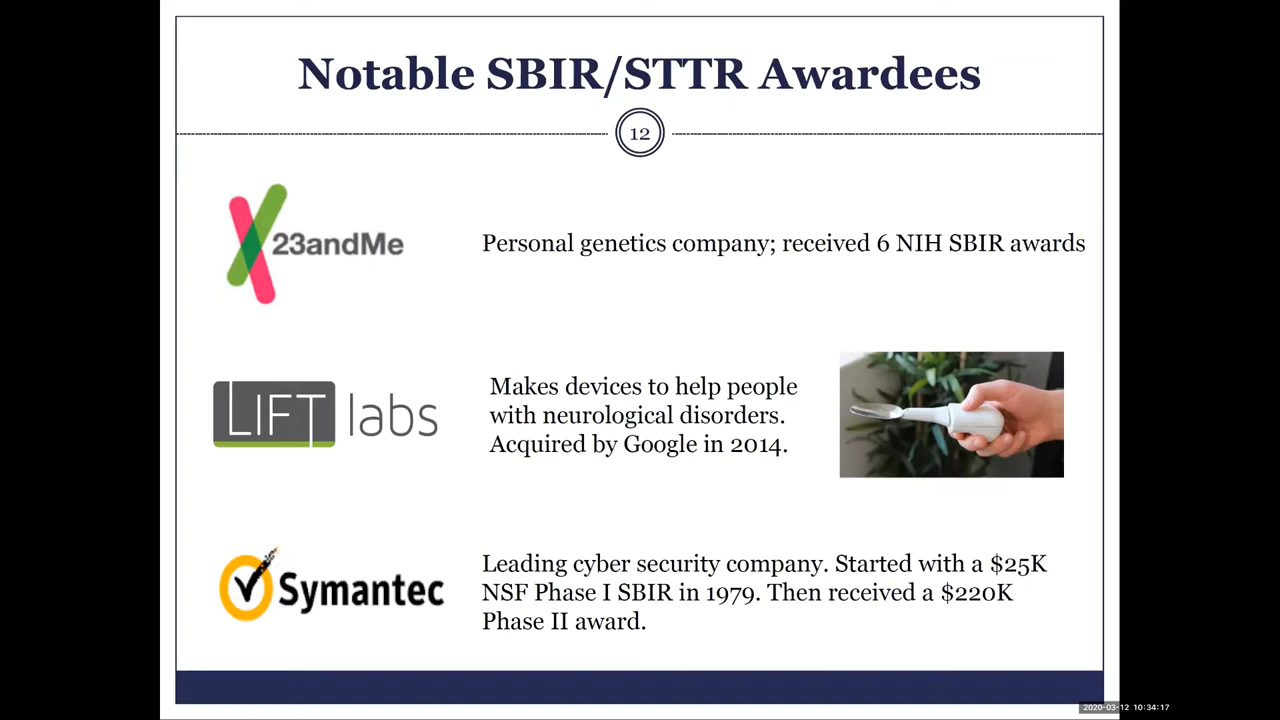 Notable SBIR/STTR Awardees
12
23andMe
Personal genetics company; received 6 NIH SBIR awards
LIFT labs
Makes devices to help people
with neurological disorders.
Acquired by Google in 2014.
Symantec
Leading cyber security company. Started with a $25K
NSF Phase I SBIR in 1979. Then received a $220K
Phase II award.
2020-03-12 10:34:17